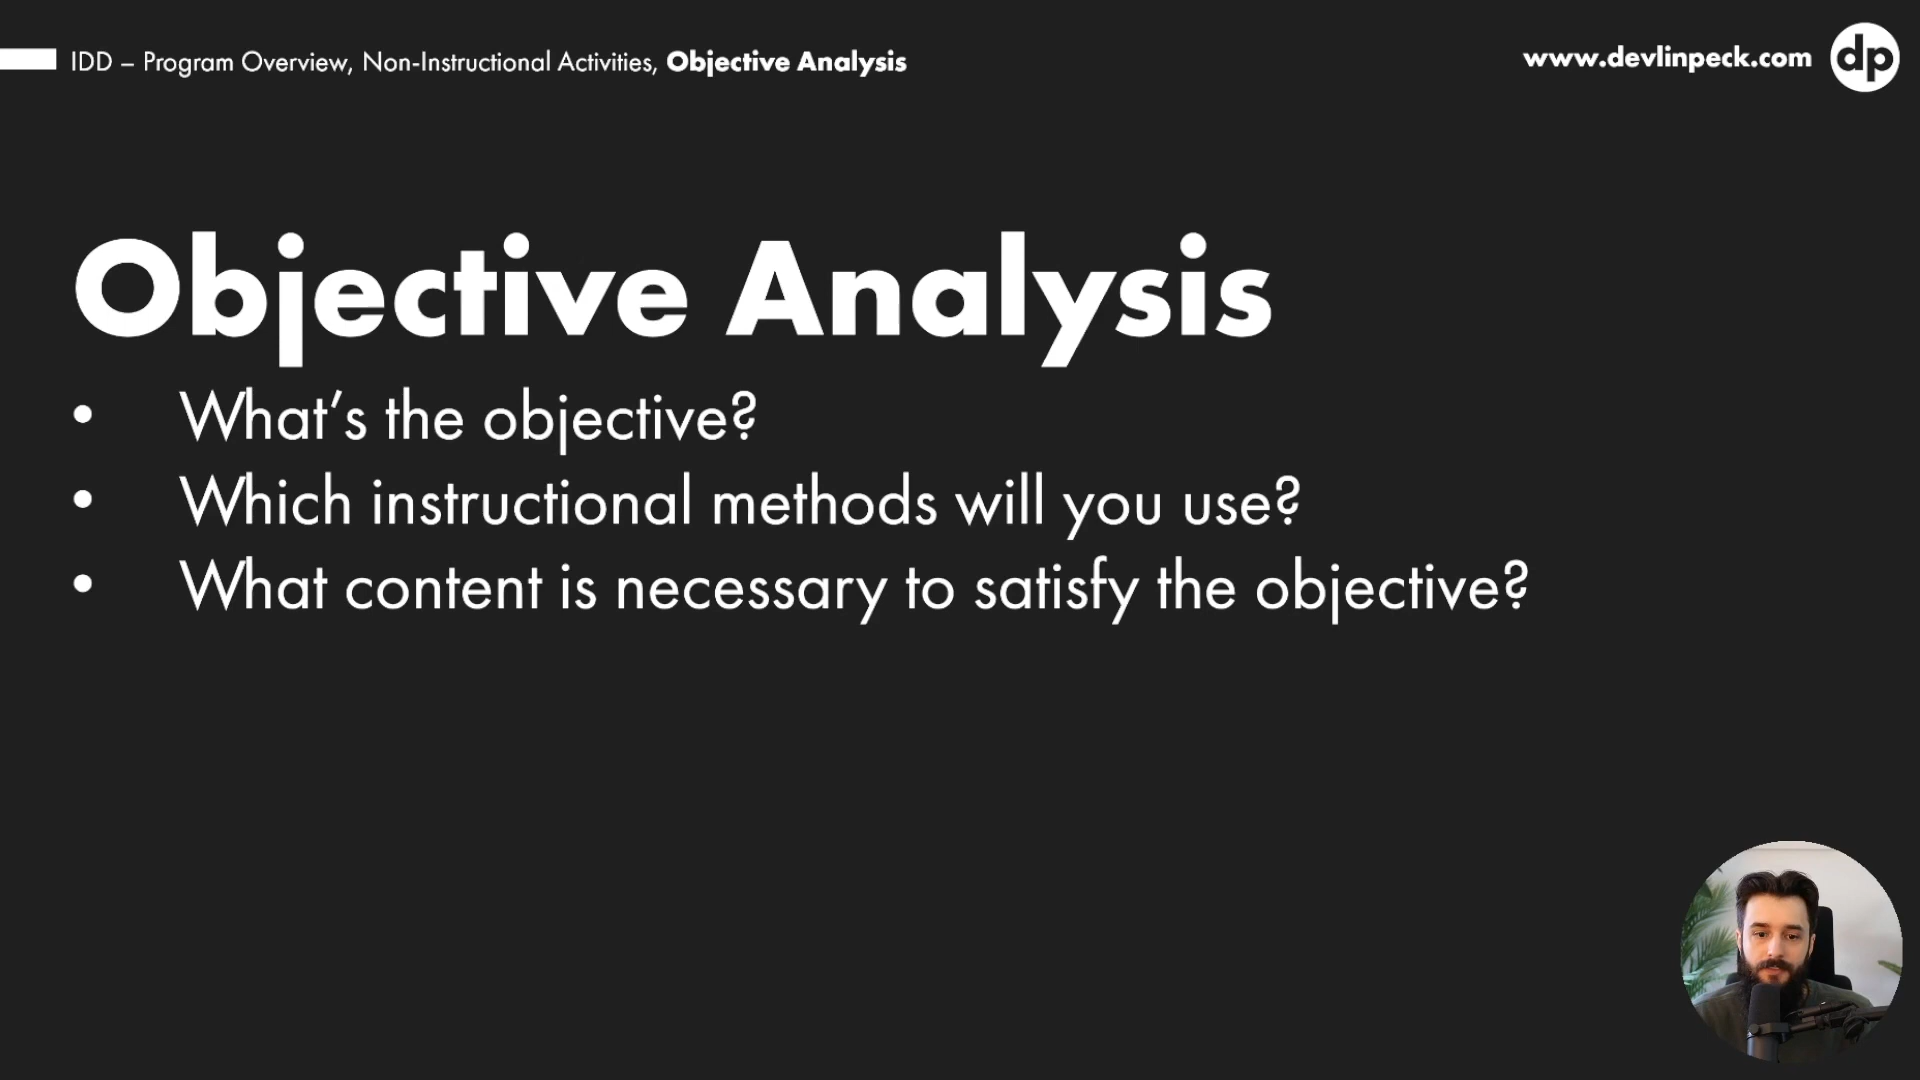 IDD – Program Overview, Non-Instructional Activities, Objective Analysis
www.devlinpeck.com dp
Objective Analysis
• What’s the objective?
• Which instructional methods will you use?
• What content is necessary to satisfy the objective?